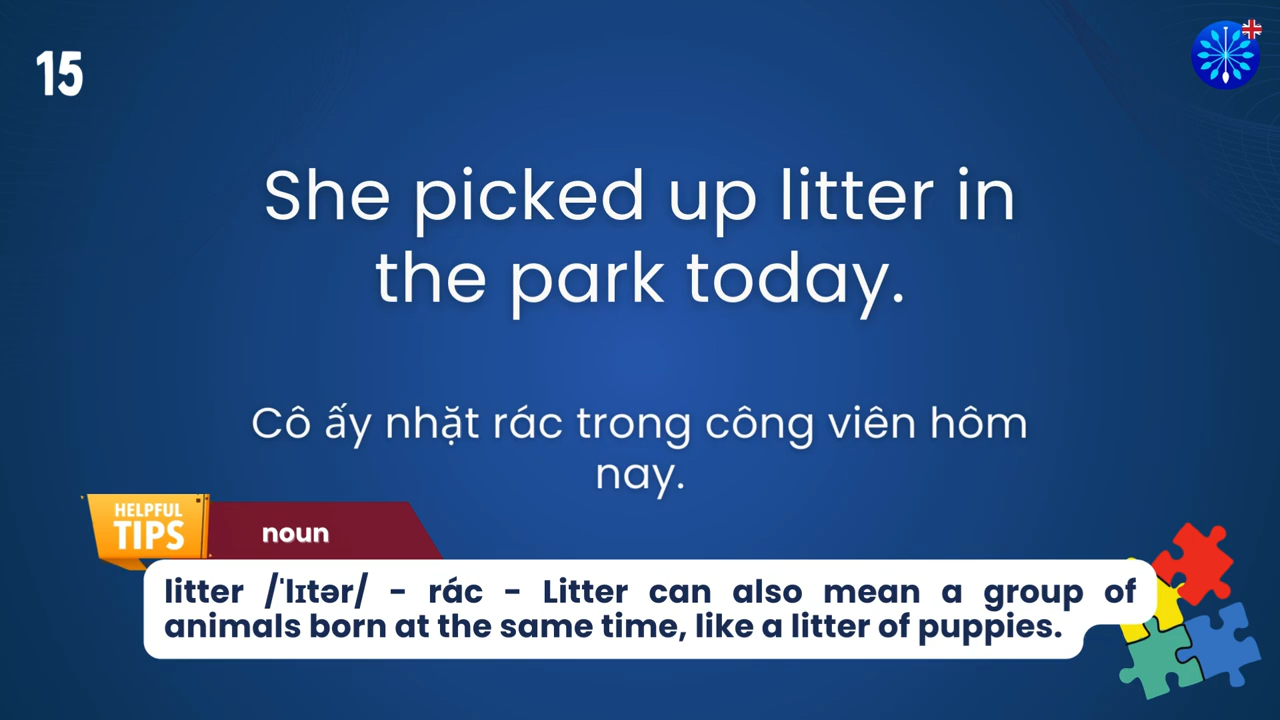 15
She picked up litter in
the park today.
Cô ấy nhặt rác trong công viên hôm
nay.
HELPFUL
TIPS
noun
litter /ˈlɪtər/ - rác - Litter can also mean a group of
animals born at the same time, like a litter of puppies.